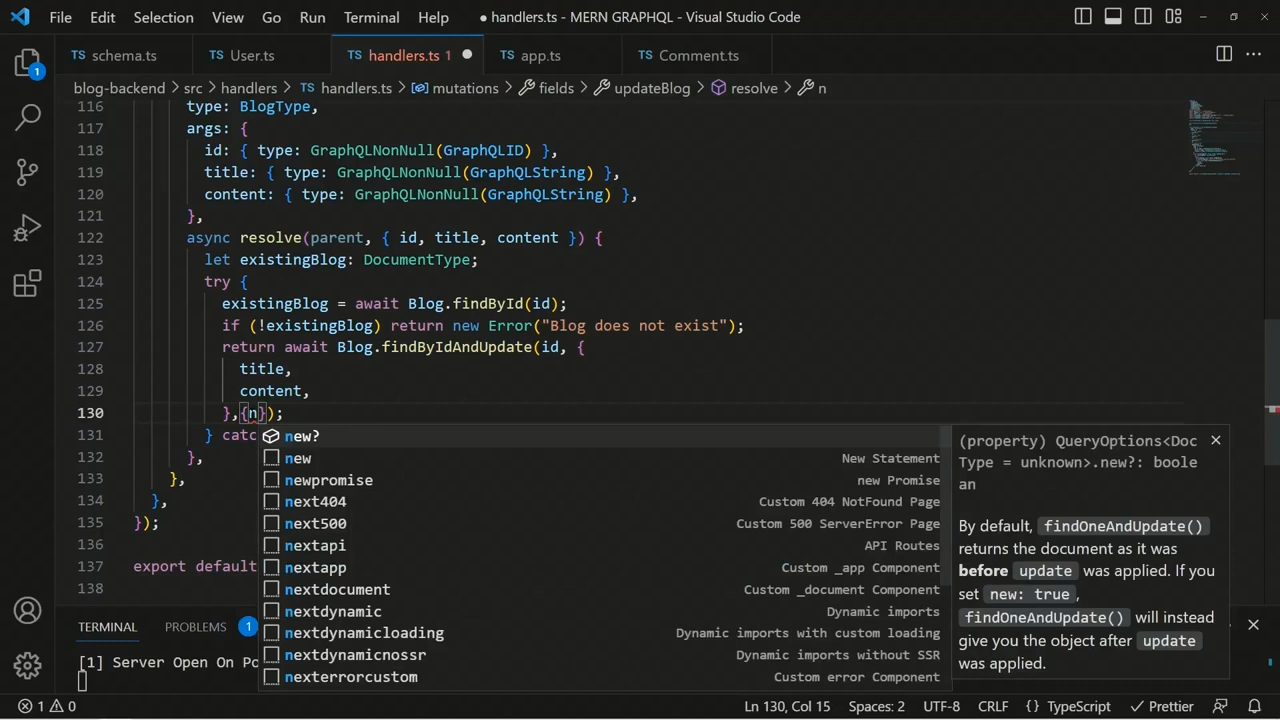 File Edit Selection View Go Run Terminal Help ● handlers.ts - MERN GRAPHQL - Visual Studio Code
TS schema.ts TS User.ts TS handlers.ts 1 ● TS app.ts TS Comment.ts
1
blog-backend > src > handlers > TS handlers.ts > mutations > fields > updateBlog > resolve > n
116 type: BlogType,
117 args: {
118 id: { type: GraphQLNonNull(GraphQLID) },
119 title: { type: GraphQLNonNull(GraphQLString) },
120 content: { type: GraphQLNonNull(GraphQLString) },
121 },
122 async resolve(parent, { id, title, content }) {
123 let existingBlog: DocumentType;
124 try {
125 existingBlog = await Blog.findById(id);
126 if (!existingBlog) return new Error("Blog does not exist");
127 return await Blog.findByIdAndUpdate(id, {
128 title,
129 content,
130 },{n});
131 } catc
132 },
133 },
134 },
135 });
136
137 export default
138
new?
new New Statement
newpromise new Promise
next404 Custom 404 NotFound Page
next500 Custom 500 ServerError Page
nextapi API Routes
nextapp Custom _app Component
nextdocument Custom _document Component
nextdynamic Dynamic imports
nextdynamicloading Dynamic imports with custom loading
nextdynamicnossr Dynamic imports without SSR
nexterrorcustom Custom error Component
(property) QueryOptions<Doc
Type = unknown>.new?: boole
an
By default, findOneAndUpdate()
returns the document as it was
before update was applied. If you
set new: true,
findOneAndUpdate() will instead
give you the object after update
was applied.
TERMINAL PROBLEMS 1
[1] Server Open On Po
1 0 Ln 130, Col 15 Spaces: 2 UTF-8 CRLF {} TypeScript Prettier